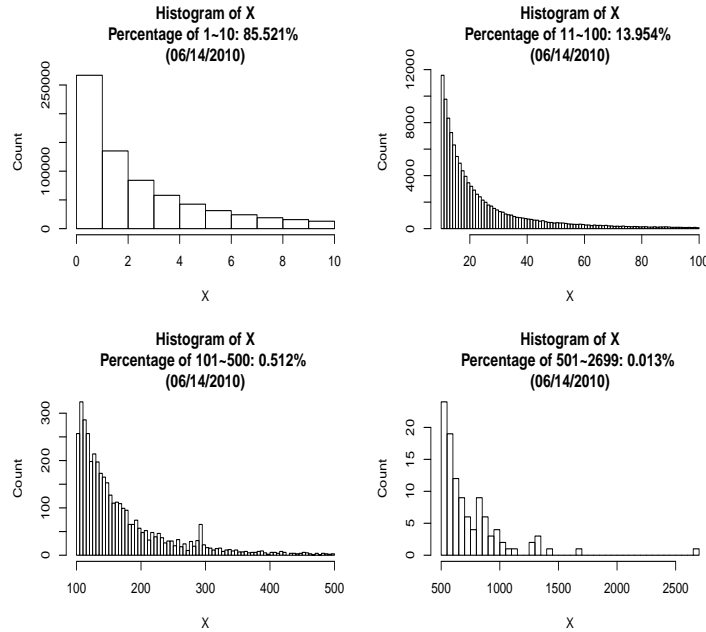 Histogram of X
Percentage of 1~10: 85.521%
(06/14/2010)
Count
0
100000
250000
0 2 4 6 8 10
X
Histogram of X
Percentage of 11~100: 13.954%
(06/14/2010)
Count
0
4000
8000
12000
20 40 60 80 100
X
Histogram of X
Percentage of 101~500: 0.512%
(06/14/2010)
Count
0
100
200
300
100 200 300 400 500
X
Histogram of X
Percentage of 501~2699: 0.013%
(06/14/2010)
Count
0
5
10
15
20
500 1000 1500 2000 2500
X